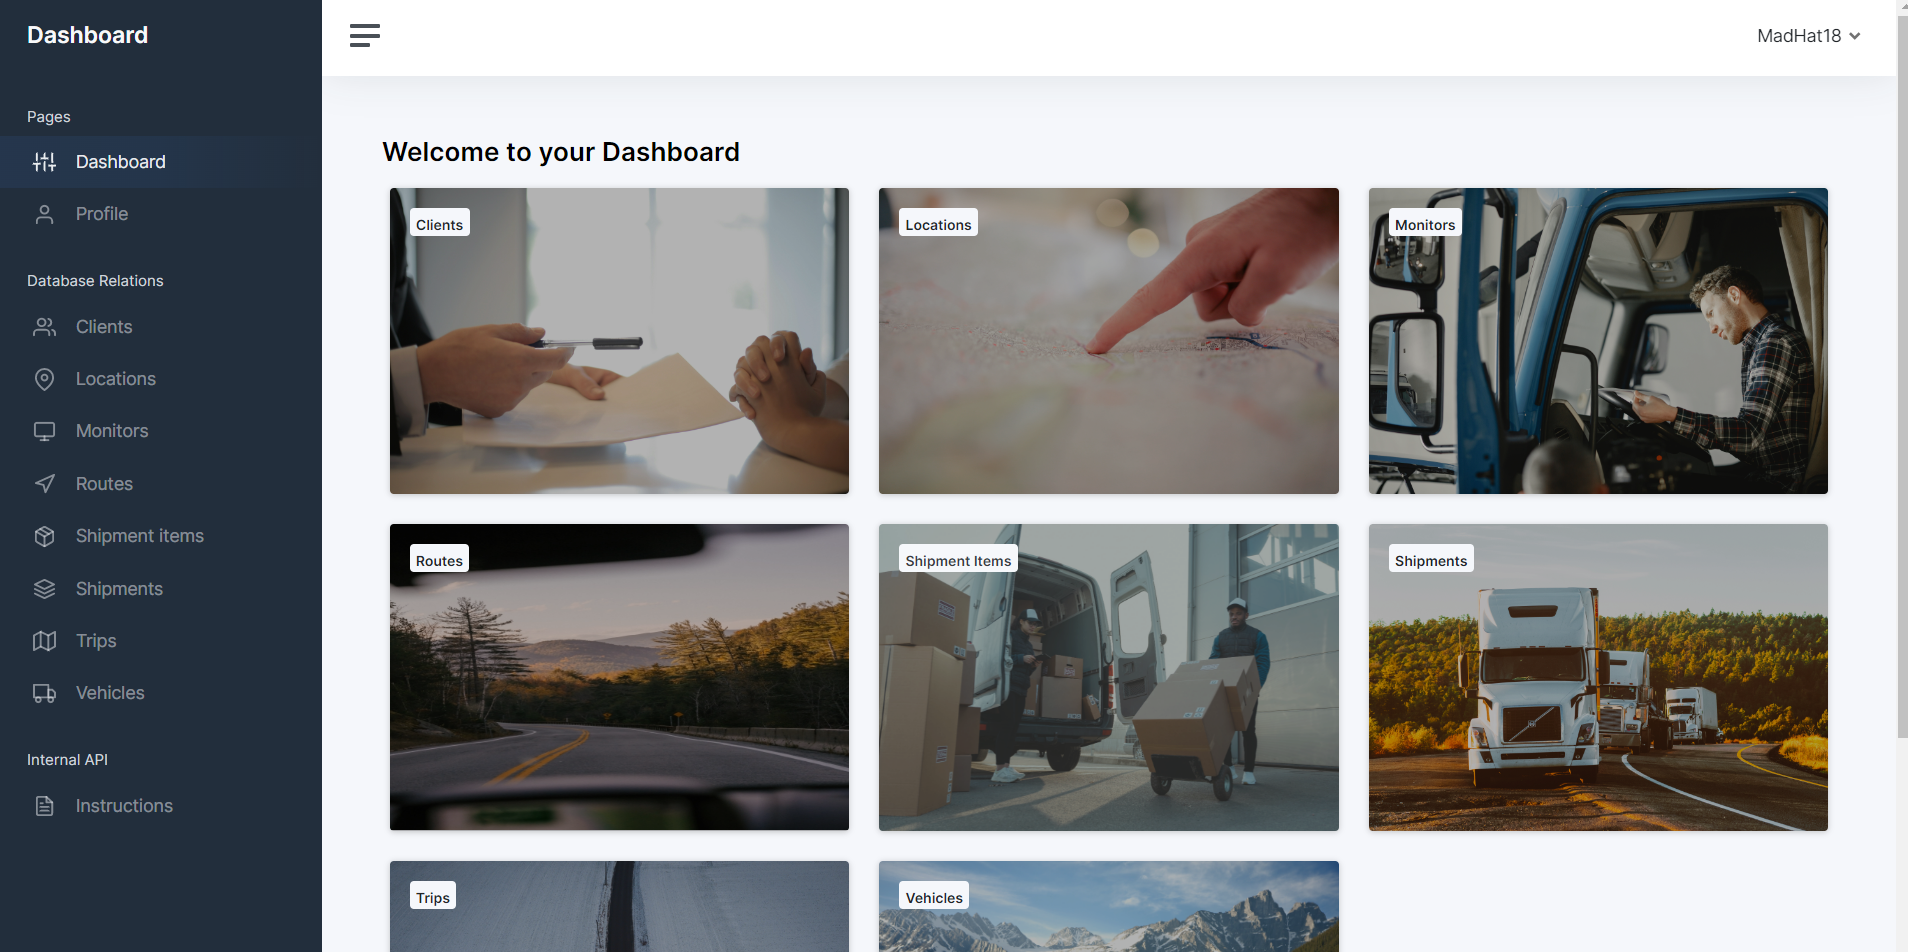 Dashboard
MadHat18
Pages
Dashboard
Profile
Database Relations
Clients
Locations
Monitors
Routes
Shipment items
Shipments
Trips
Vehicles
Internal API
Instructions
Welcome to your Dashboard
Clients
Locations
Monitors
Routes
Shipment Items
Shipments
Trips
Vehicles